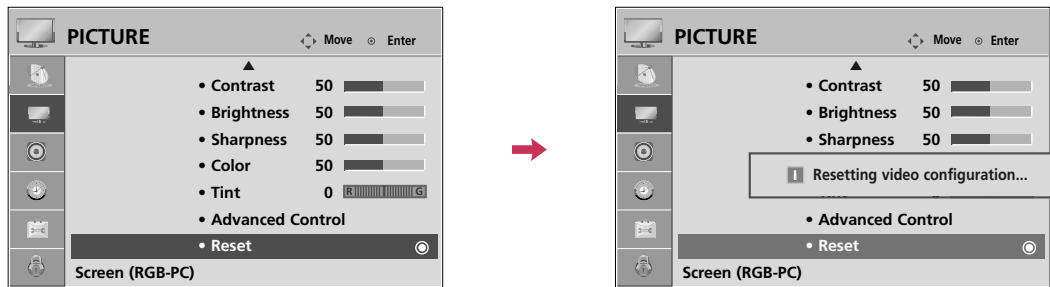 PICTURE
Move Enter
• Contrast 50
• Brightness 50
• Sharpness 50
• Color 50
• Tint 0 R G
• Advanced Control
• Reset
Screen (RGB-PC)
PICTURE
Move Enter
• Contrast 50
• Brightness 50
• Sharpness 50
Resetting video configuration...
• Advanced Control
• Reset
Screen (RGB-PC)